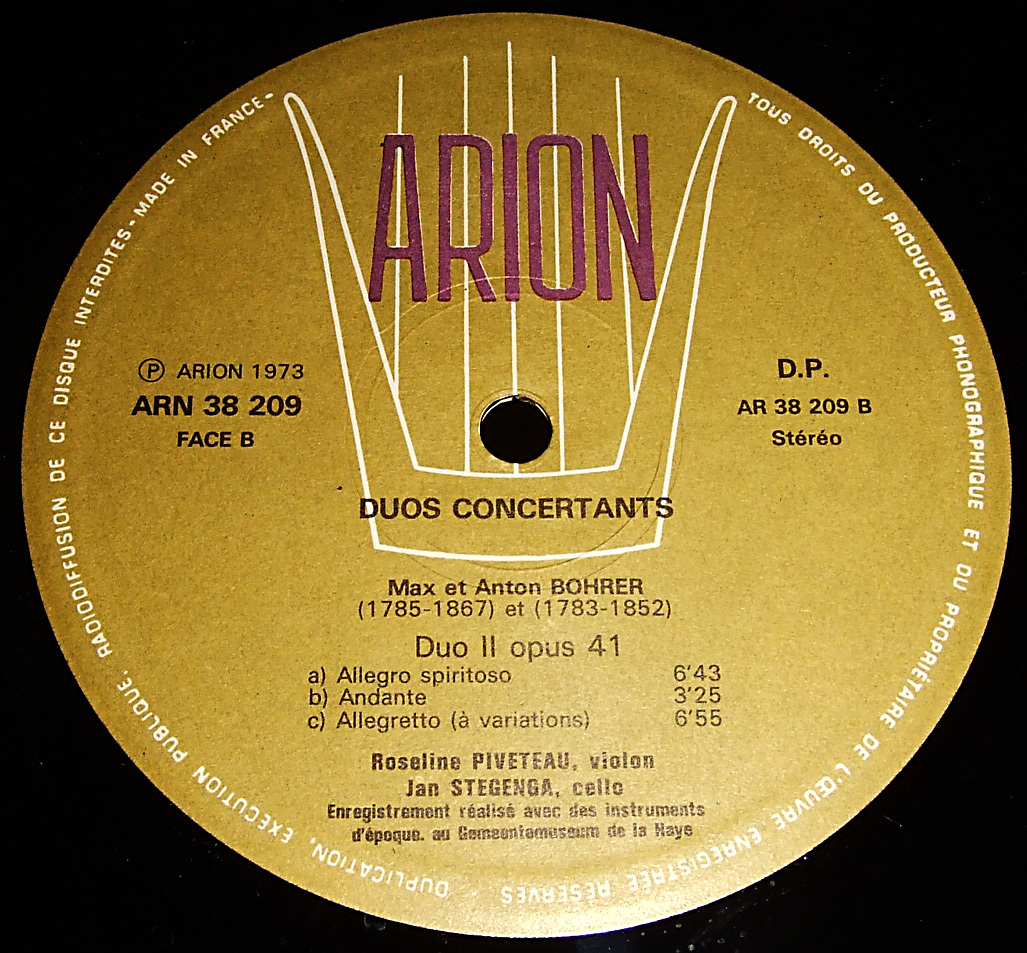 ARION
Ⓟ ARION 1973
ARN 38 209
FACE B
D.P.
AR 38 209 B
Stéréo
DUOS CONCERTANTS
Max et Anton BOHRER
(1785-1867) et (1783-1852)
Duo II opus 41
a) Allegro spiritoso 6'43
b) Andante 3'25
c) Allegretto (à variations) 6'55
Roseline PIVETEAU, violon
Jan STEGENGA, cello
Enregistrement réalisé avec des instruments
d'époque. au Gemeentemuseum de la Haye
TOUS DROITS DU PRODUCTEUR PHONOGRAPHIQUE ET DU PROPRIÉTAIRE DE L'ŒUVRE ENREGISTRÉE RÉSERVÉS - DUPLICATION, EXÉCUTION PUBLIQUE, RADIODIFFUSION DE CE DISQUE INTERDITES - MADE IN FRANCE -